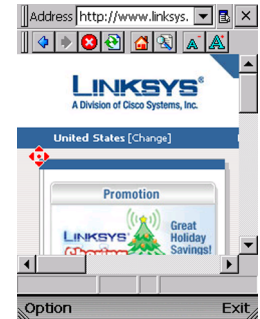 Address http://www.linksys.
A A
LINKSYS®
A Division of Cisco Systems, Inc.
United States [Change]
Promotion
LINKSYS
Great
Holiday
Savings!
Option Exit